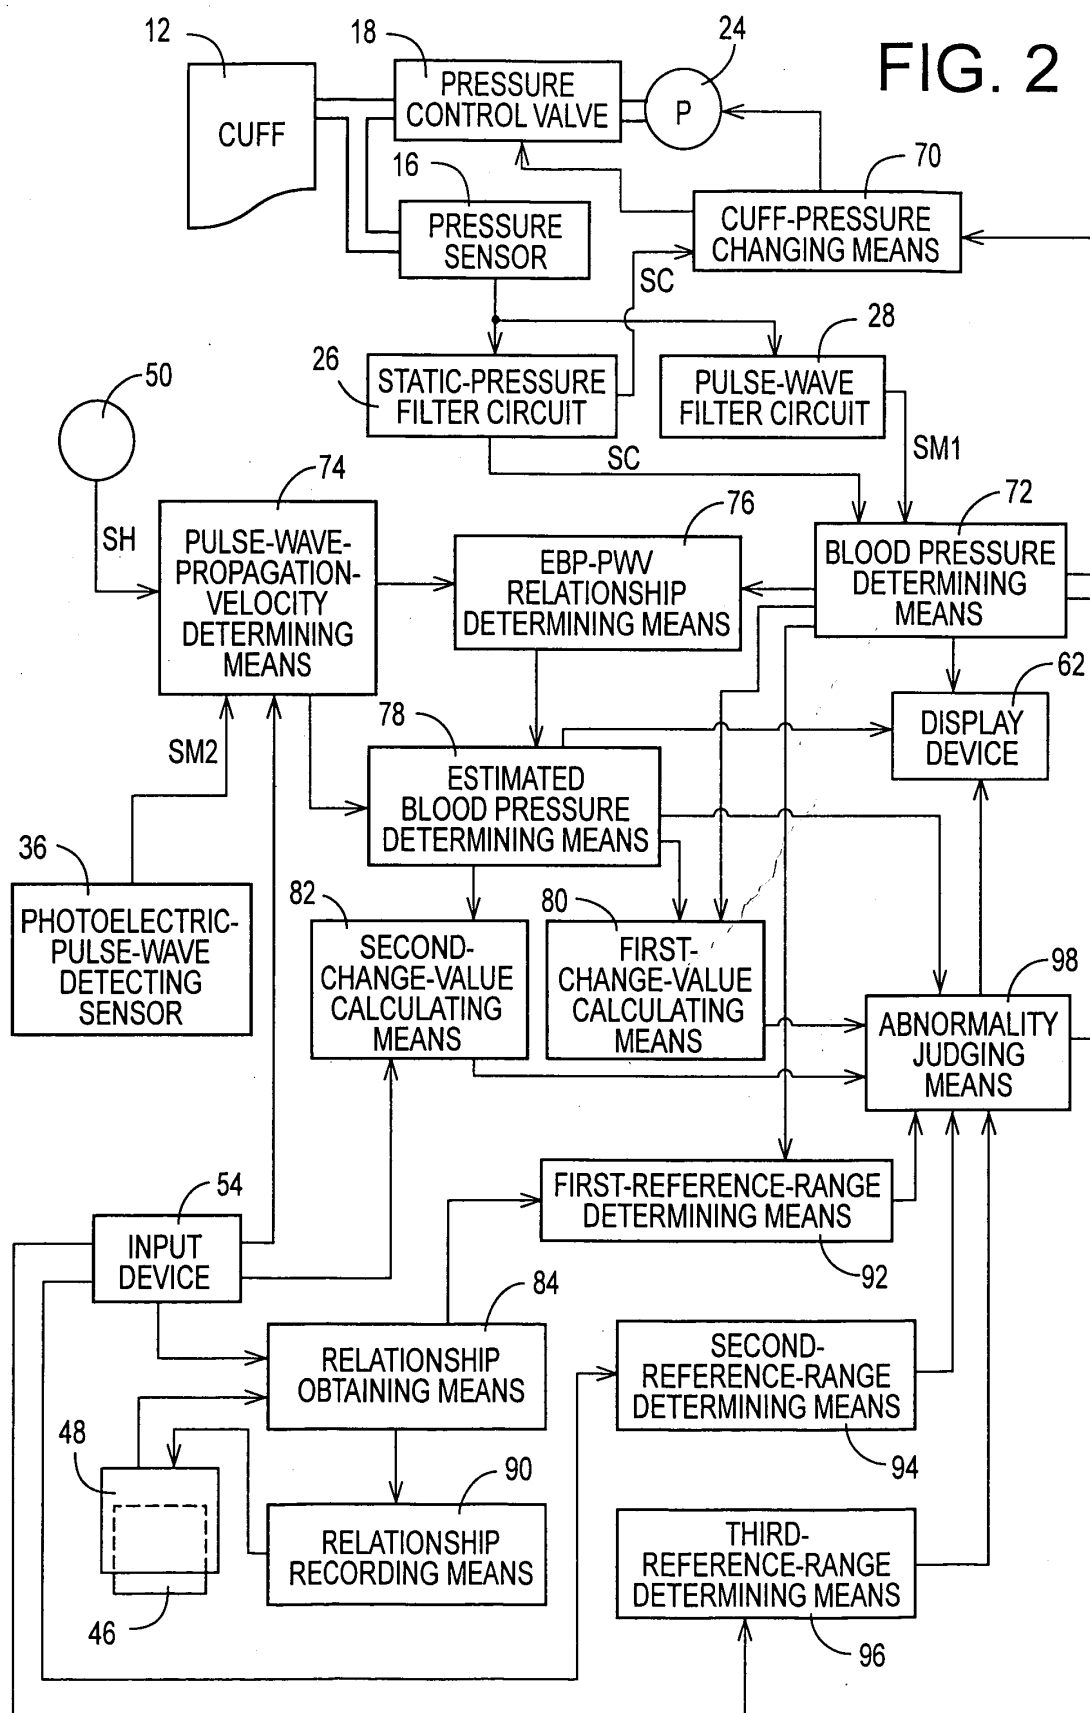 FIG. 2
12
CUFF
18
PRESSURE
CONTROL VALVE
24
P
16
PRESSURE
SENSOR
70
CUFF-PRESSURE
CHANGING MEANS
SC
26
STATIC-PRESSURE
FILTER CIRCUIT
28
PULSE-WAVE
FILTER CIRCUIT
SC
SM1
50
SH
74
PULSE-WAVE-
PROPAGATION-
VELOCITY
DETERMINING
MEANS
76
EBP-PWV
RELATIONSHIP
DETERMINING MEANS
72
BLOOD PRESSURE
DETERMINING
MEANS
62
DISPLAY
DEVICE
SM2
78
ESTIMATED
BLOOD PRESSURE
DETERMINING MEANS
36
PHOTOELECTRIC-
PULSE-WAVE
DETECTING
SENSOR
82
SECOND-
CHANGE-VALUE
CALCULATING
MEANS
80
FIRST-
CHANGE-VALUE
CALCULATING
MEANS
98
ABNORMALITY
JUDGING
MEANS
54
INPUT
DEVICE
FIRST-REFERENCE-RANGE
DETERMINING MEANS
92
84
RELATIONSHIP
OBTAINING MEANS
SECOND-
REFERENCE-RANGE
DETERMINING MEANS
94
48
46
90
RELATIONSHIP
RECORDING MEANS
THIRD-
REFERENCE-RANGE
DETERMINING MEANS
96